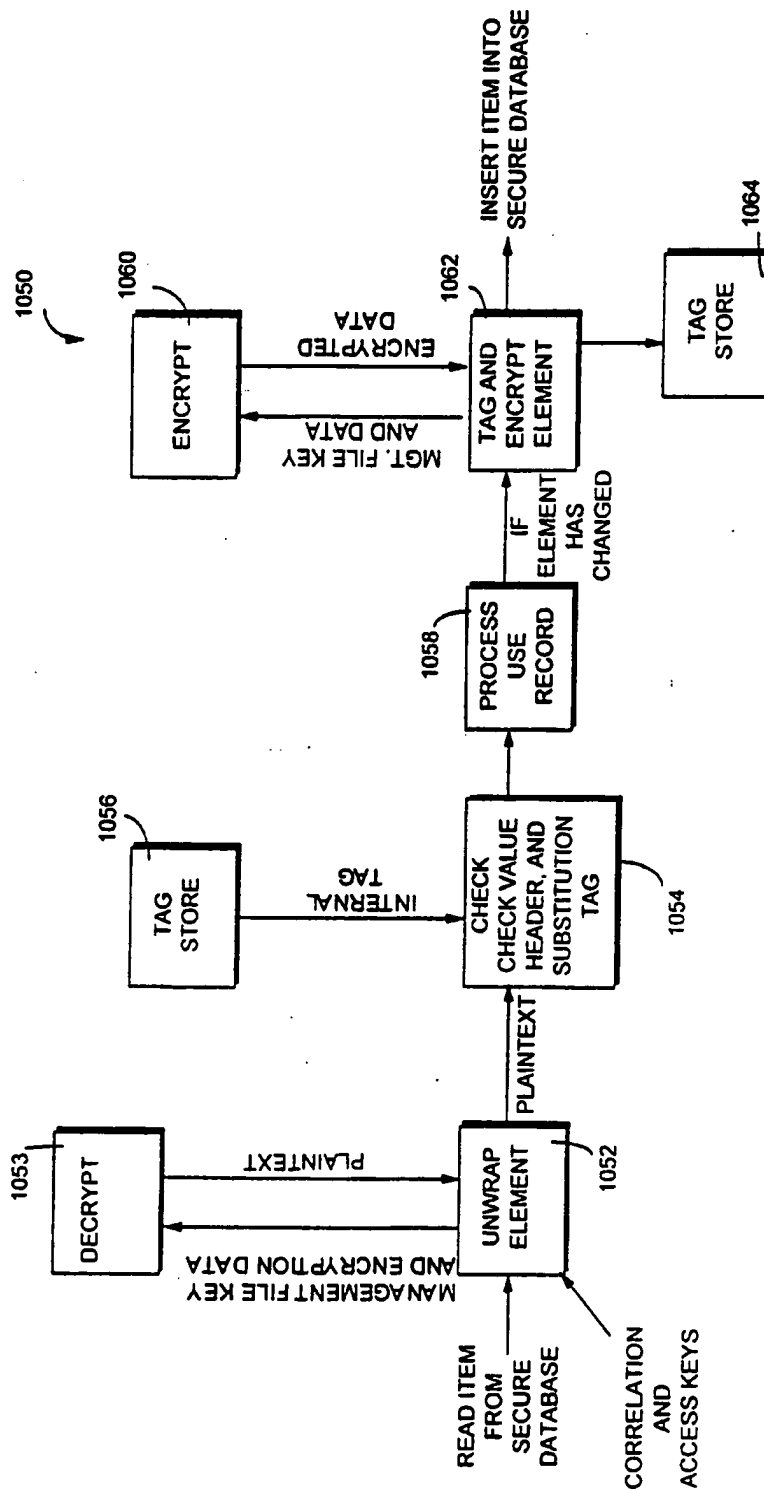 1050
1053
DECRYPT
MANAGEMENT FILE KEY
AND ENCRYPTION DATA
PLAINTEXT
READ ITEM
FROM
SECURE
DATABASE
UNWRAP
ELEMENT
1052
CORRELATION
AND
ACCESS KEYS
PLAINTEXT
1056
TAG
STORE
INTERNAL
TAG
CHECK
CHECK VALUE
HEADER, AND
SUBSTITUTION
TAG
1054
1058
PROCESS
USE
RECORD
IF
ELEMENT
HAS
CHANGED
1060
ENCRYPT
MGT. FILE KEY
AND DATA
ENCRYPTED
DATA
1062
TAG AND
ENCRYPT
ELEMENT
INSERT ITEM INTO
SECURE DATABASE
TAG
STORE
1064